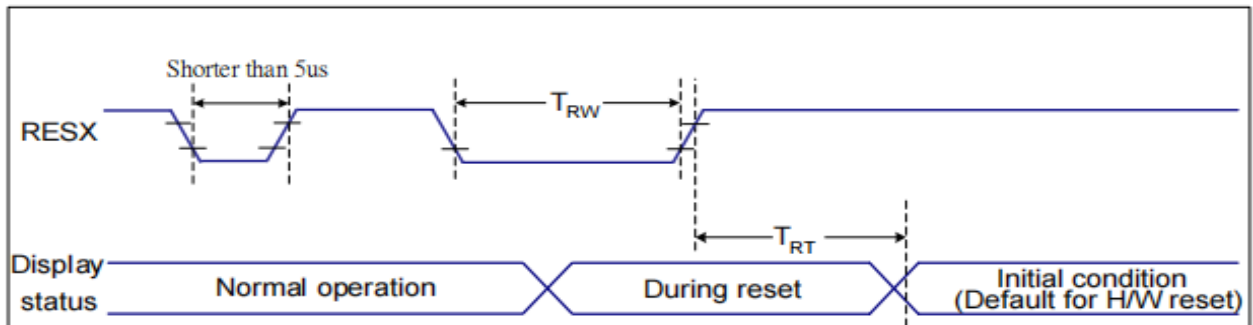 Shorter than 5us
RESX
TRW
TRT
Display
status
Normal operation
During reset
Initial condition
(Default for H/W reset)